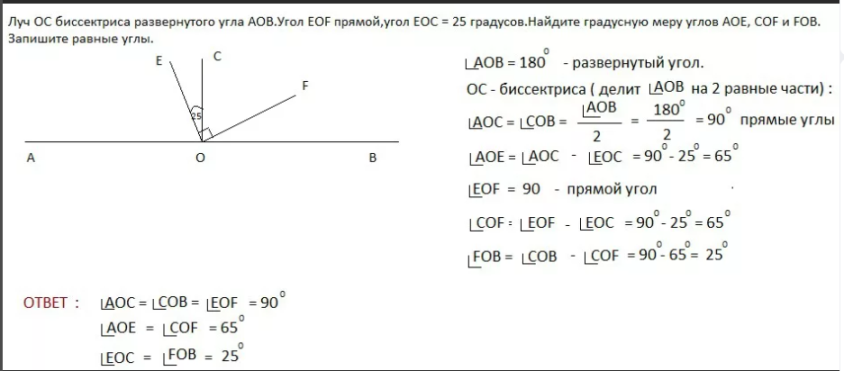 Луч ОС биссектриса развернутого угла АОВ.Угол EOF прямой,угол ЕОС = 25 градусов.Найдите градусную меру углов АОЕ, COF и FOB.
Запишите равные углы.
E
C
F
25
A
O
B
∠AOB = 180⁰ - развернутый угол.
ОС - биссектриса ( делит ∠AOB на 2 равные части) :
∠AOC = ∠COB = ∠AOB / 2 = 180⁰ / 2 = 90⁰ прямые углы
∠AOE = ∠AOC - ∠EOC = 90⁰ - 25⁰ = 65⁰
∠EOF = 90 - прямой угол
∠COF = ∠EOF - ∠EOC = 90⁰ - 25⁰ = 65⁰
∠FOB = ∠COB - ∠COF = 90⁰ - 65⁰ = 25⁰
ОТВЕТ : ∠AOC = ∠COB = ∠EOF = 90⁰
∠AOE = ∠COF = 65⁰
∠EOC = ∠FOB = 25⁰